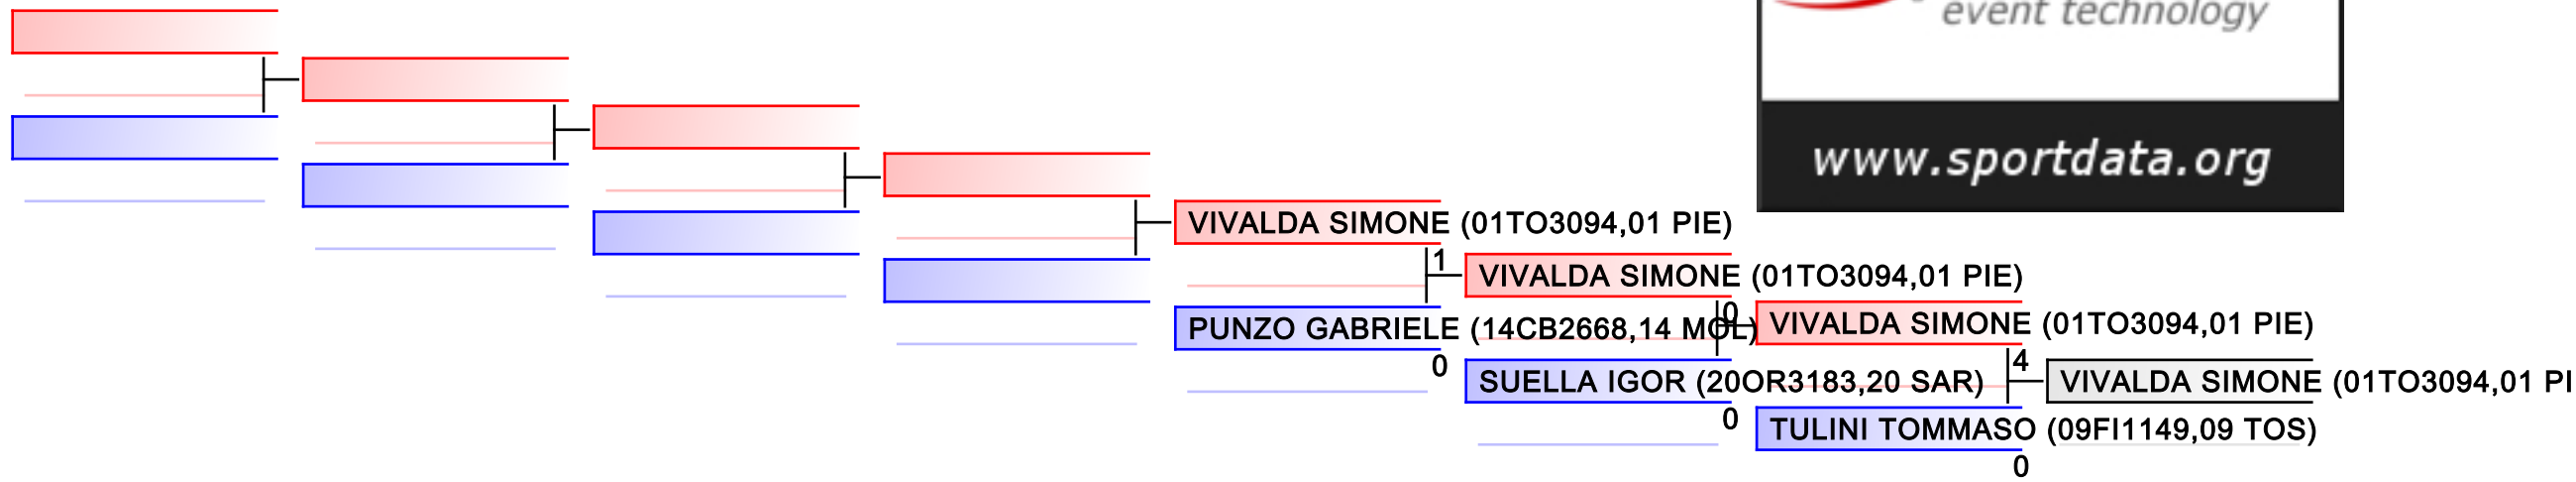 event technology
www.sportdata.org
VIVALDA SIMONE (01TO3094,01 PIE)
1
VIVALDA SIMONE (01TO3094,01 PIE)
PUNZO GABRIELE (14CB2668,14 MOL)
0
0
VIVALDA SIMONE (01TO3094,01 PIE)
SUELLA IGOR (20OR3183,20 SAR)
0
4
VIVALDA SIMONE (01TO3094,01 PI
TULINI TOMMASO (09FI1149,09 TOS)
0